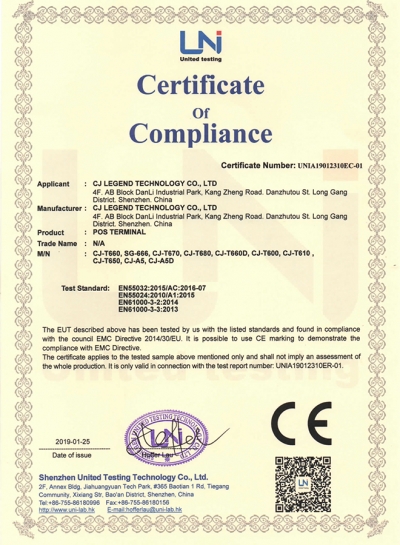 UNi
United testing
Certificate
Of
Compliance
Certificate Number: UNIA19012310EC-01
Applicant : CJ LEGEND TECHNOLOGY CO., LTD
4F. AB Block DanLi Industrial Park, Kang Zheng Road. Danzhutou St. Long Gang
District. Shenzhen. China
Manufacturer : CJ LEGEND TECHNOLOGY CO., LTD
4F. AB Block DanLi Industrial Park, Kang Zheng Road. Danzhutou St. Long Gang
District. Shenzhen. China
Product : POS TERMINAL
Trade Name : N/A
M/N : CJ-T660, SG-666, CJ-T670, CJ-T680, CJ-T660D, CJ-T600, CJ-T610 ,
CJ-T650, CJ-A5, CJ-A5D
Test Standard: EN55032:2015/AC:2016-07
EN55024:2010/A1:2015
EN61000-3-2:2014
EN61000-3-3:2013
The EUT described above has been tested by us with the listed standards and found in compliance
with the council EMC Directive 2014/30/EU. It is possible to use CE marking to demonstrate the
compliance with EMC Directive.
The certificate applies to the tested sample above mentioned only and shall not imply an assessment of
the whole production. It is only valid in connection with the test report number: UNIA19012310ER-01.
CE
2019-01-25
Date of issue
UNi
Hoffer Lau
UNi
Shenzhen United Testing Technology Co., Ltd.
2F, Annex Bldg, Jiahuangyuan Tech Park, #365 Baotian 1 Rd, Tiegang
Community, Xixiang Str, Bao'an District, Shenzhen, China
Tel:+86-755-86180996 Fax:+86-755-86180156
http://www.uni-lab.hk E-mail:hofferlau@uni-lab.hk